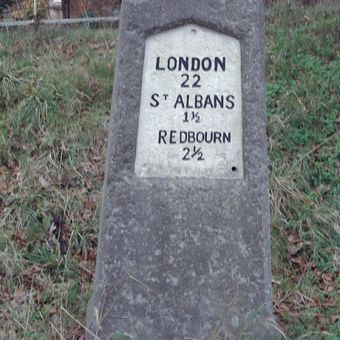 LONDON
22
ST ALBANS
1½
REDBOURN
2½